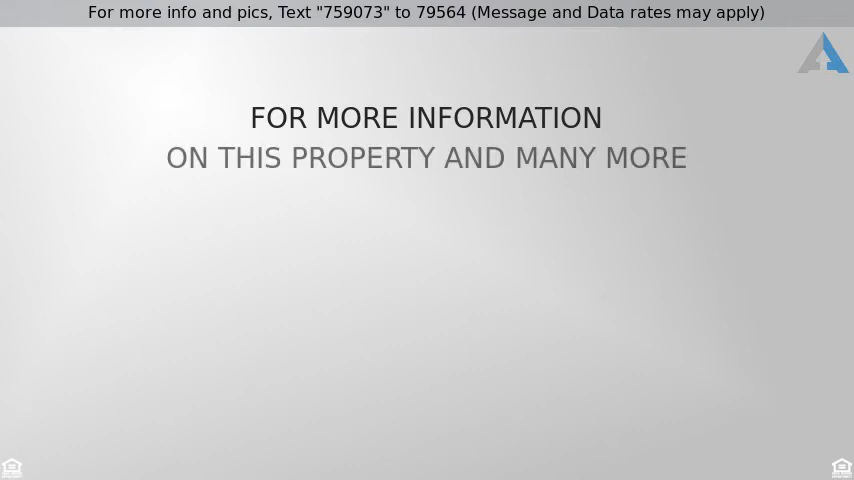 For more info and pics, Text "759073" to 79564 (Message and Data rates may apply)
FOR MORE INFORMATION
ON THIS PROPERTY AND MANY MORE